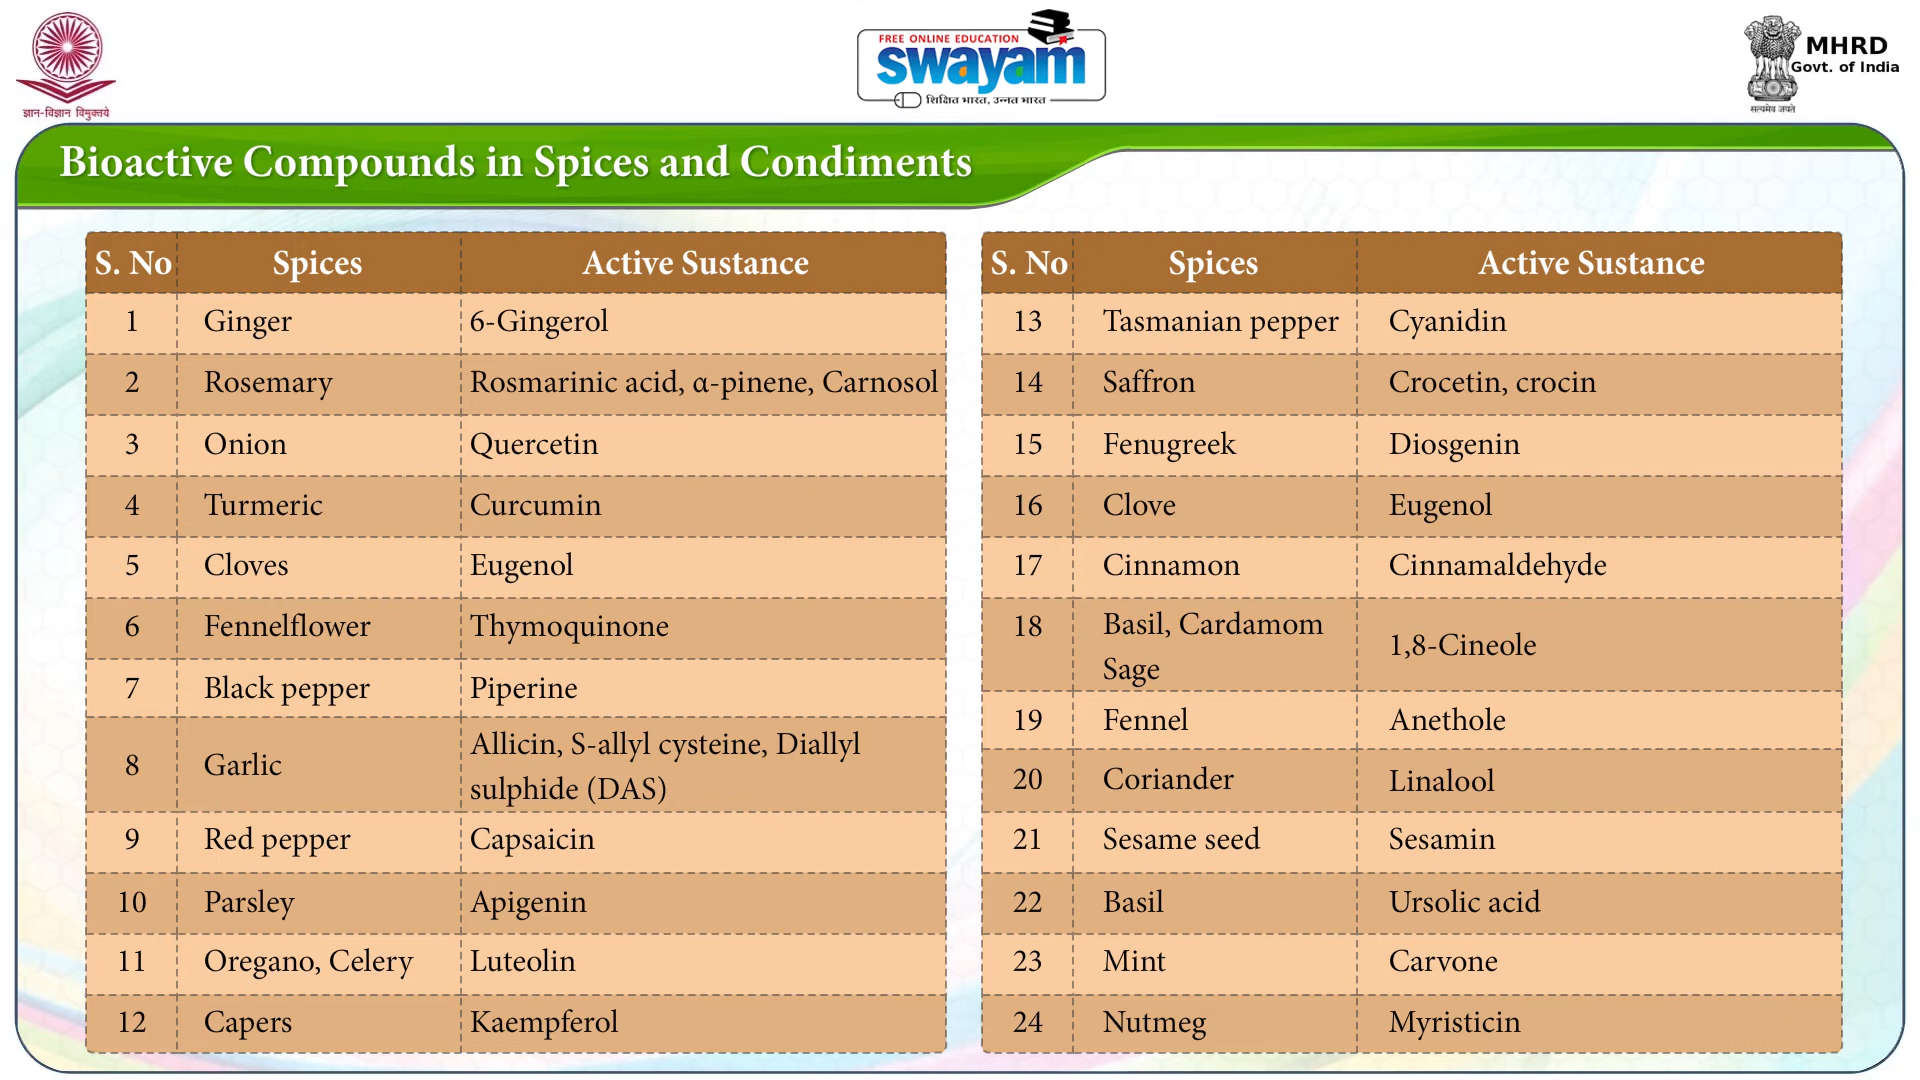 ज्ञान-विज्ञान विमुक्तये
FREE ONLINE EDUCATION
swayam
शिक्षित भारत, उन्नत भारत
MHRD
Govt. of India
सत्यमेव जयते
Bioactive Compounds in Spices and Condiments
S. No Spices Active Sustance
1 Ginger 6-Gingerol
2 Rosemary Rosmarinic acid, α-pinene, Carnosol
3 Onion Quercetin
4 Turmeric Curcumin
5 Cloves Eugenol
6 Fennelflower Thymoquinone
7 Black pepper Piperine
8 Garlic Allicin, S-allyl cysteine, Diallyl
sulphide (DAS)
9 Red pepper Capsaicin
10 Parsley Apigenin
11 Oregano, Celery Luteolin
12 Capers Kaempferol
S. No Spices Active Sustance
13 Tasmanian pepper Cyanidin
14 Saffron Crocetin, crocin
15 Fenugreek Diosgenin
16 Clove Eugenol
17 Cinnamon Cinnamaldehyde
18 Basil, Cardamom
Sage 1,8-Cineole
19 Fennel Anethole
20 Coriander Linalool
21 Sesame seed Sesamin
22 Basil Ursolic acid
23 Mint Carvone
24 Nutmeg Myristicin